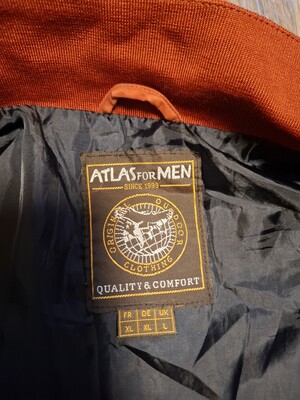 ATLAS FOR MEN
SINCE 1999
ORIGINAL OUTDOOR
CLOTHING
QUALITY & COMFORT
FR DE UK
XL XL L